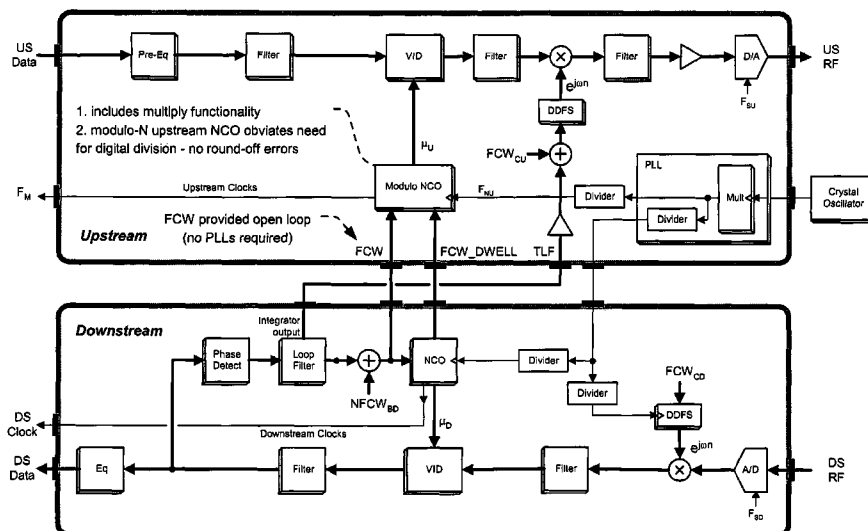 US
Data
Pre-Eq
Filter
VID
Filter
Filter
D/A
US
RF
e^jωn
F_SU
DDFS
1. includes multiply functionality
2. modulo-N upstream NCO obviates need
for digital division - no round-off errors
μ_U
FCW_CU
PLL
F_M
Upstream Clocks
Modulo NCO
F_NU
Divider
Divider
Mult
Crystal
Oscillator
FCW provided open loop
(no PLLs required)
Upstream
FCW
FCW_DWELL
TLF
Downstream
Integrator
output
Phase
Detect
Loop
Filter
NCO
Divider
NFCW_BD
Divider
FCW_CD
DDFS
DS
Clock
Downstream Clocks
μ_D
e^jωn
DS
Data
Eq
Filter
VID
Filter
A/D
DS
RF
F_SD